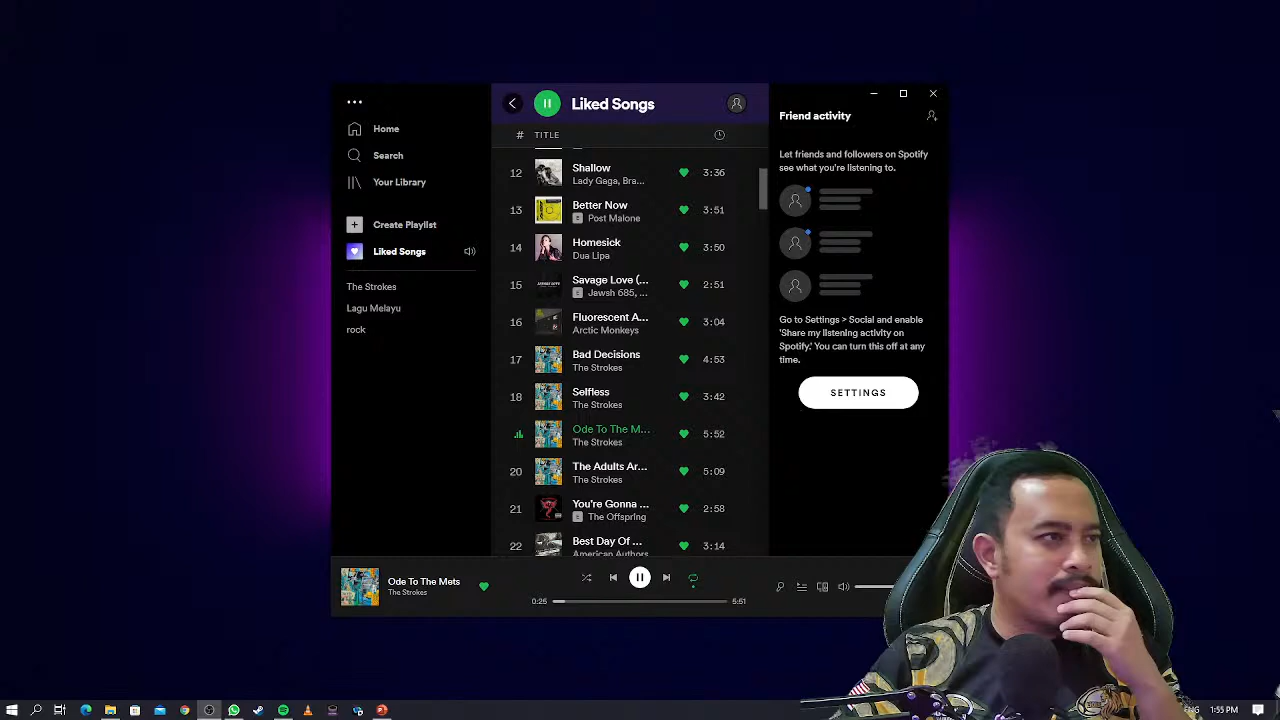 Home
Search
Your Library
Create Playlist
Liked Songs
The Strokes
Lagu Melayu
rock
Liked Songs
# TITLE
12 Shallow 3:36
Lady Gaga, Bra...
13 Better Now 3:51
E Post Malone
14 Homesick 3:50
Dua Lipa
15 Savage Love (... 2:51
E Jawsh 685, ...
16 Fluorescent A... 3:04
Arctic Monkeys
17 Bad Decisions 4:53
The Strokes
18 Selfless 3:42
The Strokes
Ode To The M... 5:52
The Strokes
20 The Adults Ar... 5:09
The Strokes
21 You're Gonna ... 2:58
E The Offspring
22 Best Day Of ... 3:14
American Authors
Friend activity
Let friends and followers on Spotify
see what you're listening to.
Go to Settings > Social and enable
'Share my listening activity on
Spotify.' You can turn this off at any
time.
SETTINGS
Ode To The Mets
The Strokes
0:25 5:51
1:55 PM